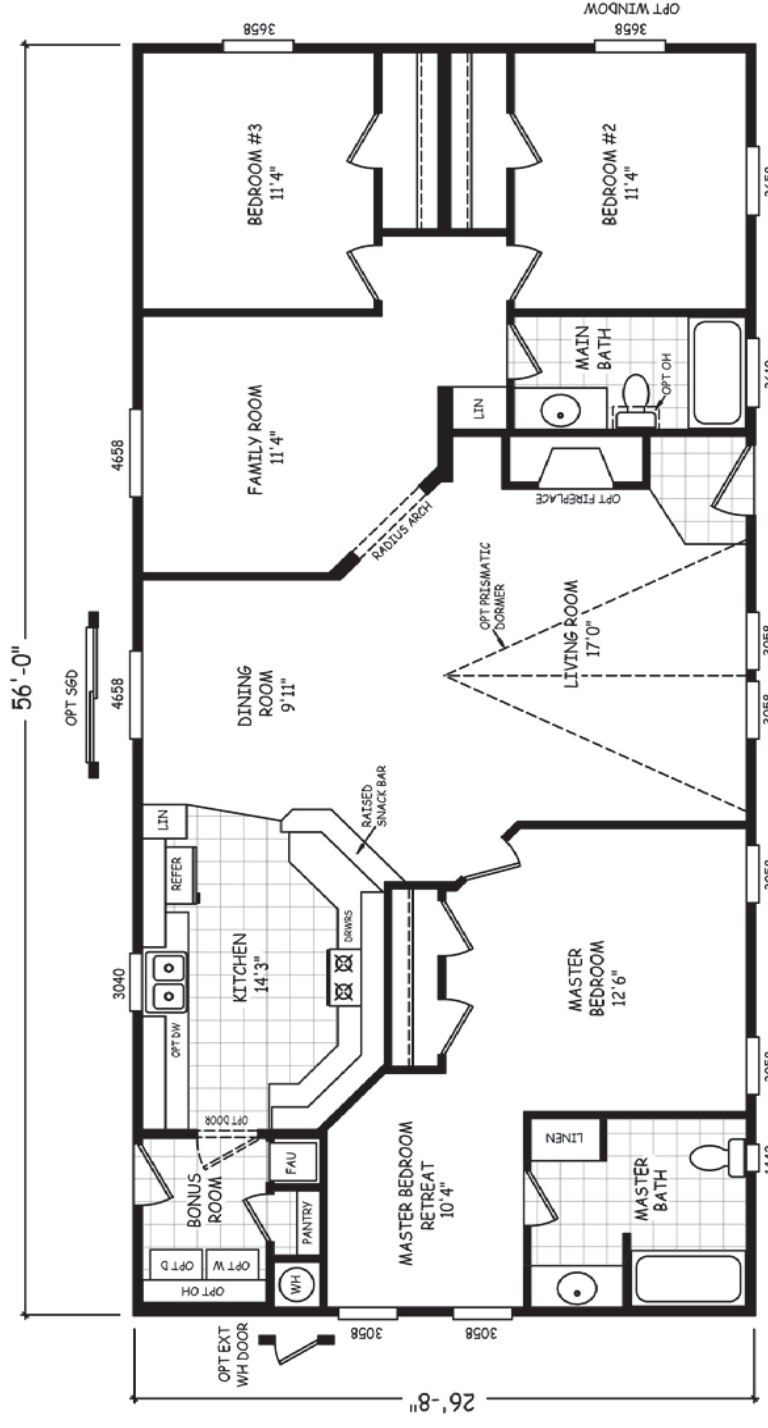 56'-0"
26'-8"
OPT SGD
4658
4658
3040
3658
3658
OPT WINDOW
BEDROOM #3
11'4"
BEDROOM #2
11'4"
FAMILY ROOM
11'4"
MAIN
BATH
OPT OH
LIN
OPT FIREPLACE
RADIUS ARCH
OPT PRISMATIC
DORMER
LIVING ROOM
17'0"
DINING
ROOM
9'11"
RAISED
SNACK BAR
LIN
REFER
KITCHEN
14'3"
DRWRS
OPT DW
OPT DOOR
BONUS
ROOM
FAU
PANTRY
WH
OPT D
OPT W
OPT OH
OPT EXT
WH DOOR
3058
3058
MASTER BEDROOM
RETREAT
10'4"
MASTER
BEDROOM
12'6"
LINEN
MASTER
BATH